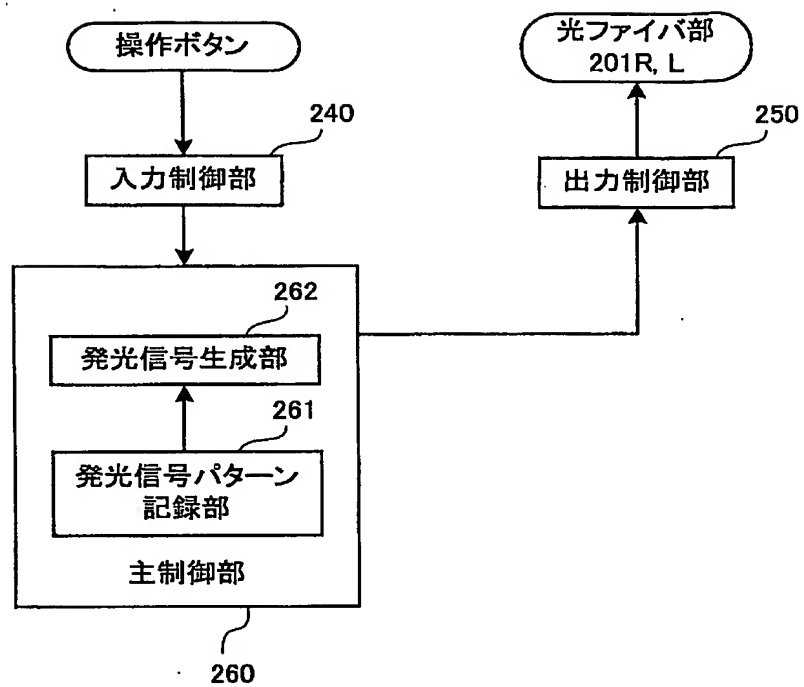 操作ボタン
光ファイバ部
201R, L
240
入力制御部
250
出力制御部
262
発光信号生成部
261
発光信号パターン
記録部
主制御部
260